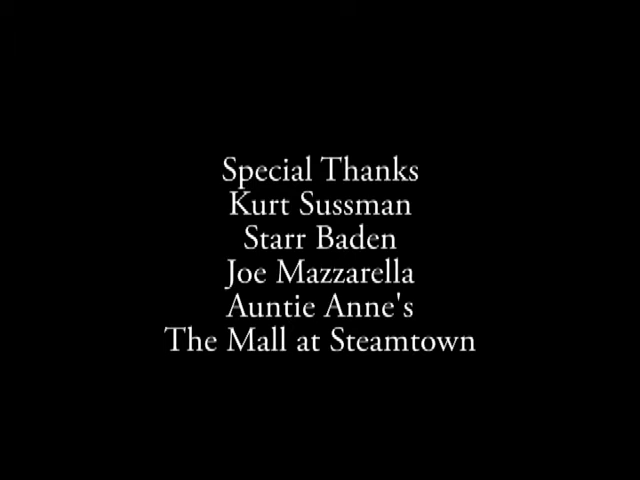 Special Thanks
Kurt Sussman
Starr Baden
Joe Mazzarella
Auntie Anne's
The Mall at Steamtown